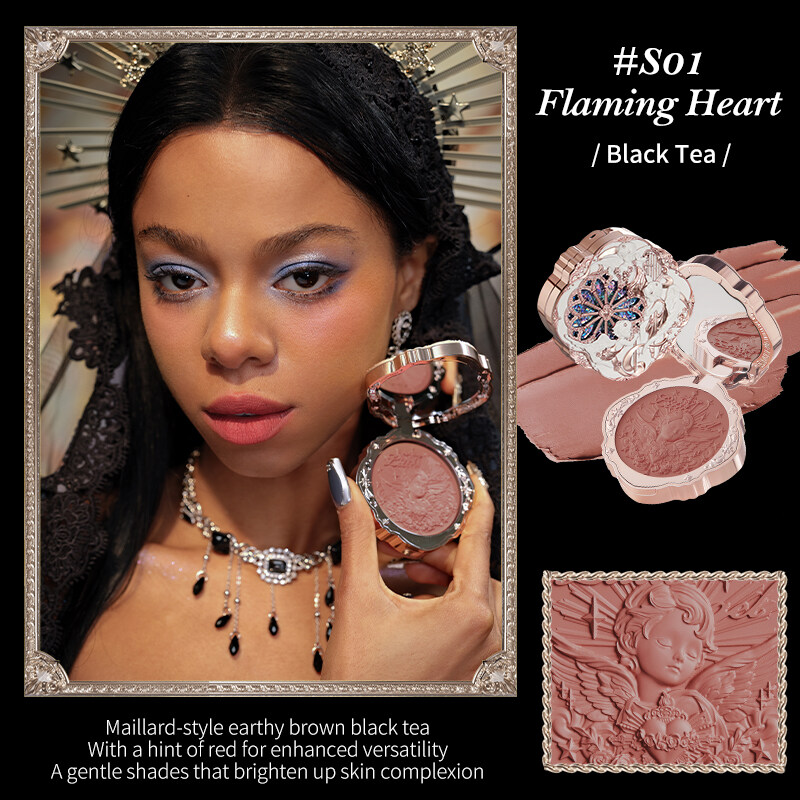 #S01
Flaming Heart
/ Black Tea /
Maillard-style earthy brown black tea
With a hint of red for enhanced versatility
A gentle shades that brighten up skin complexion